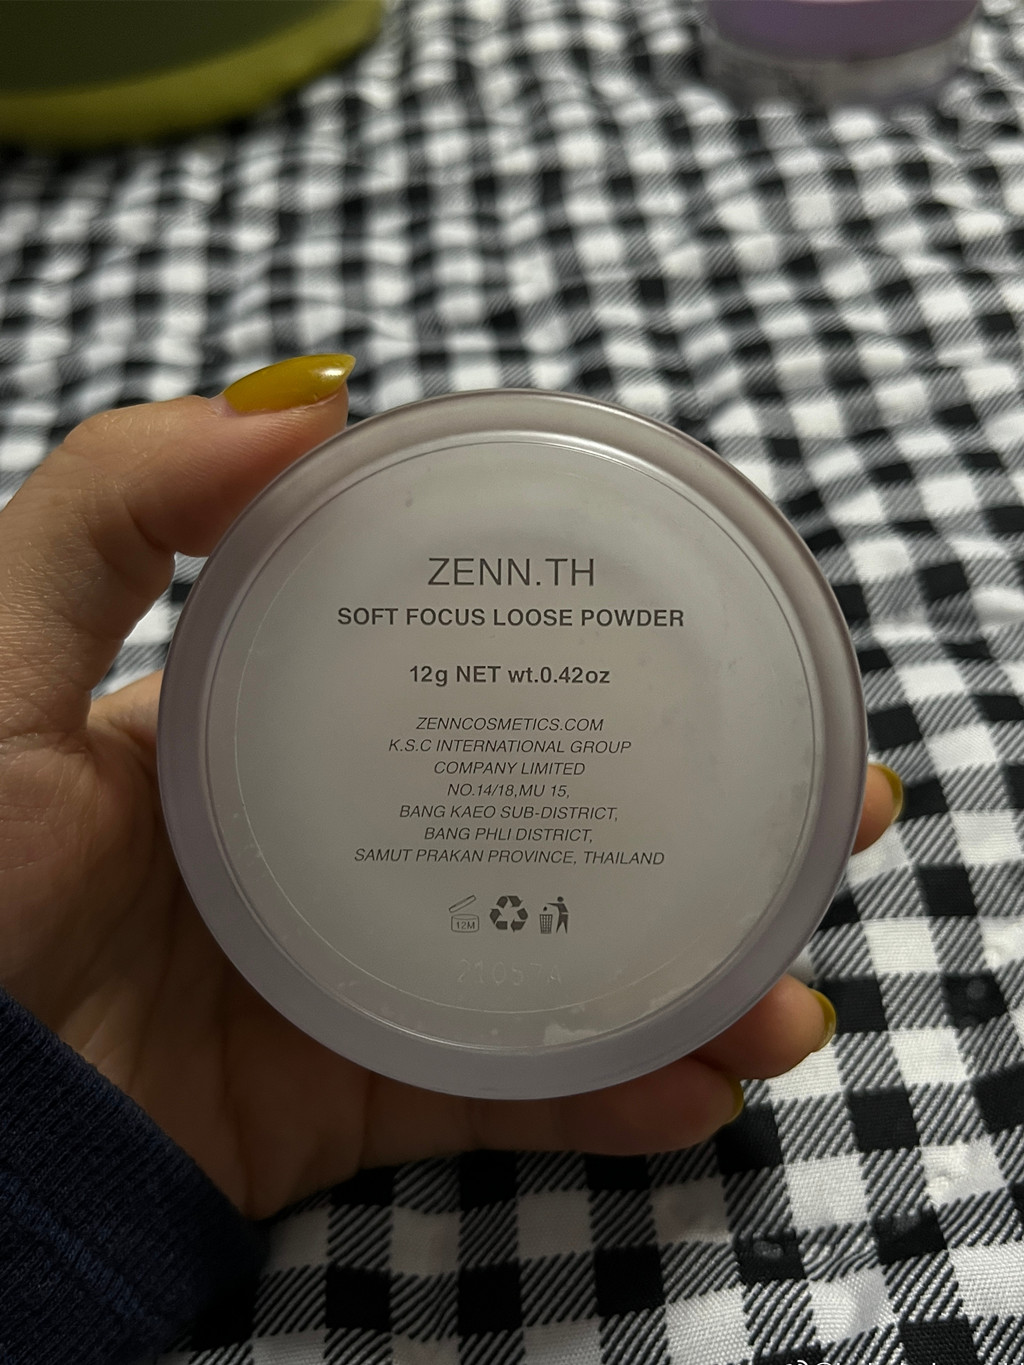 ZENN.TH
SOFT FOCUS LOOSE POWDER
12g NET wt.0.42oz
ZENNCOSMETICS.COM
K.S.C INTERNATIONAL GROUP
COMPANY LIMITED
NO.14/18,MU 15,
BANG KAEO SUB-DISTRICT,
BANG PHLI DISTRICT,
SAMUT PRAKAN PROVINCE, THAILAND
12M